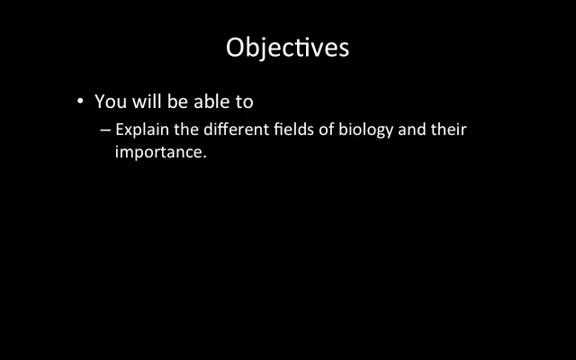 Objectives
• You will be able to
– Explain the different fields of biology and their
importance.